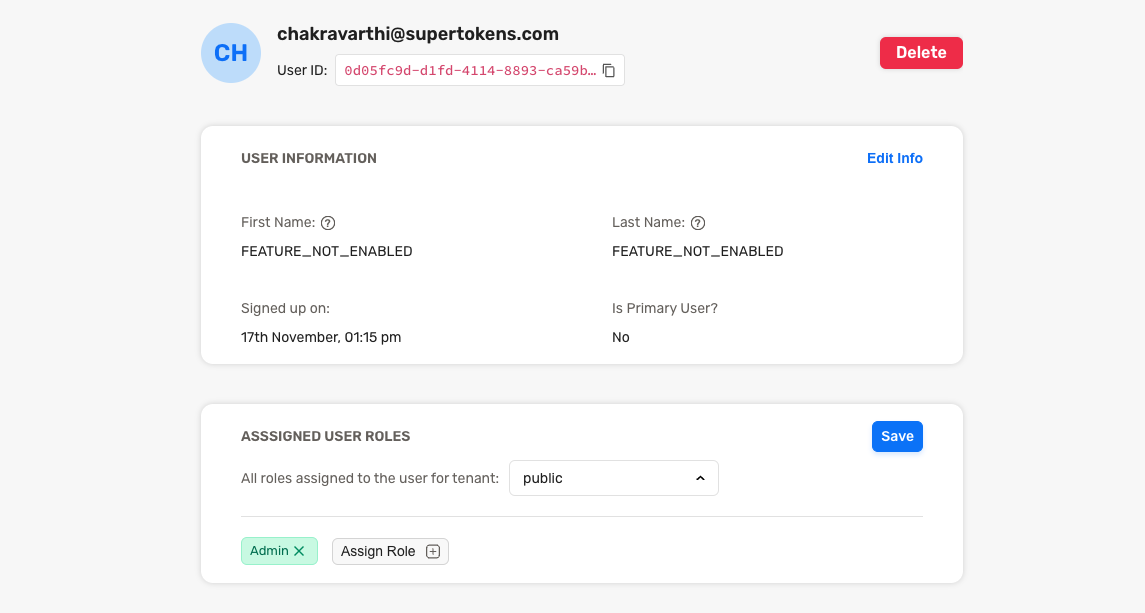 CH
chakravarthi@supertokens.com
User ID: 0d05fc9d-d1fd-4114-8893-ca59b…
Delete
USER INFORMATION
Edit Info
First Name: ?
Last Name: ?
FEATURE_NOT_ENABLED
FEATURE_NOT_ENABLED
Signed up on:
Is Primary User?
17th November, 01:15 pm
No
ASSSIGNED USER ROLES
Save
All roles assigned to the user for tenant: public
Admin
Assign Role